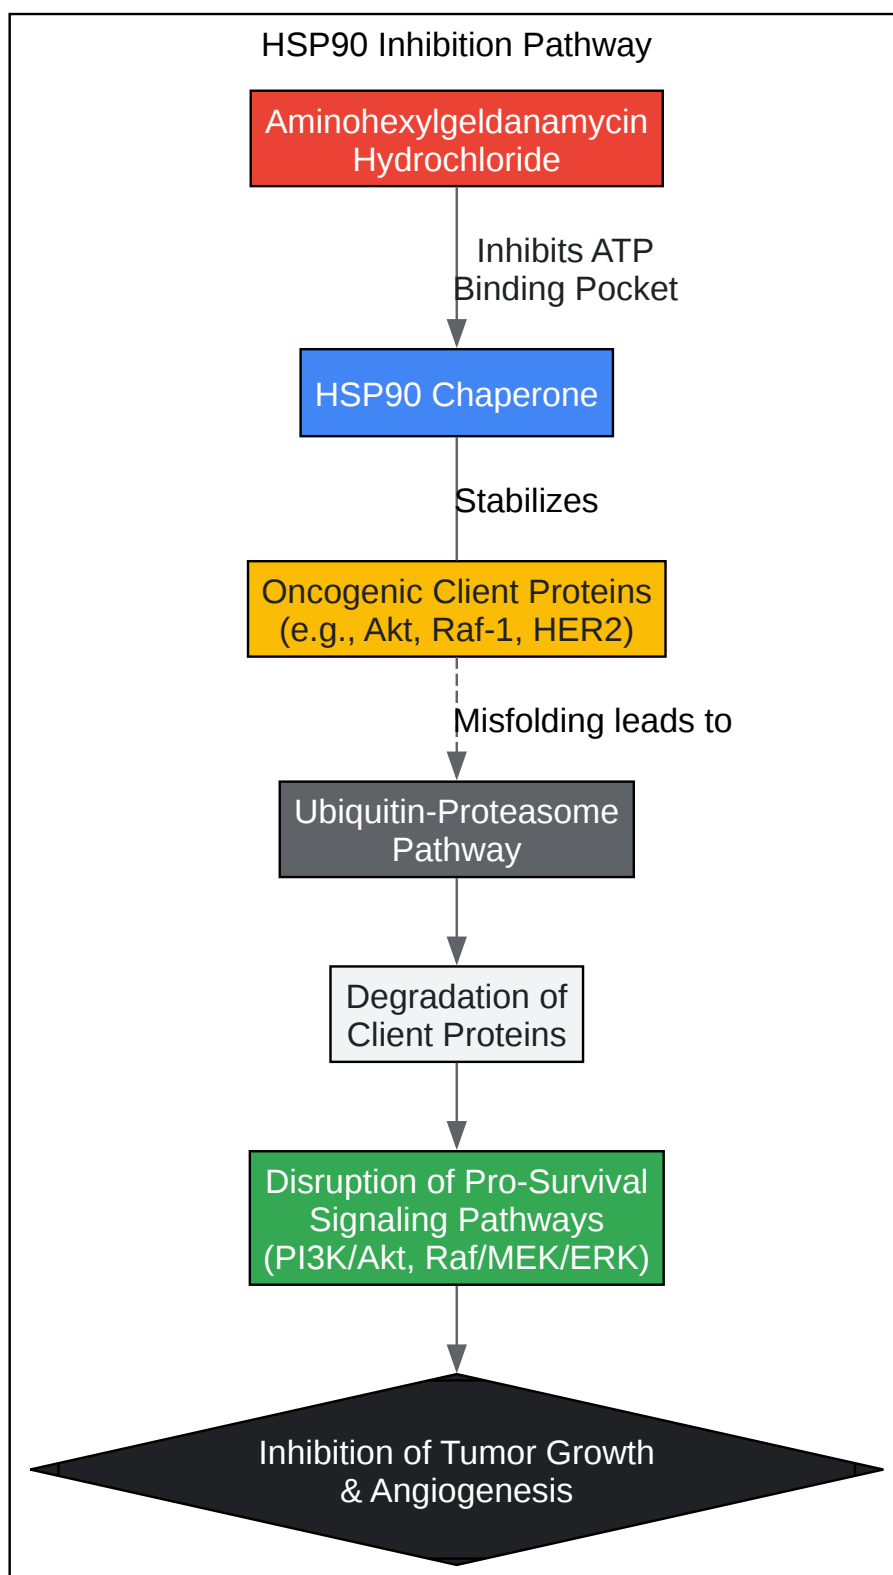 HSP90 Inhibition Pathway
Aminohexylgeldanamycin
Hydrochloride
Inhibits ATP
Binding Pocket
HSP90 Chaperone
Stabilizes
Oncogenic Client Proteins
(e.g., Akt, Raf-1, HER2)
Misfolding leads to
Ubiquitin-Proteasome
Pathway
Degradation of
Client Proteins
Disruption of Pro-Survival
Signaling Pathways
(PI3K/Akt, Raf/MEK/ERK)
Inhibition of Tumor Growth
& Angiogenesis